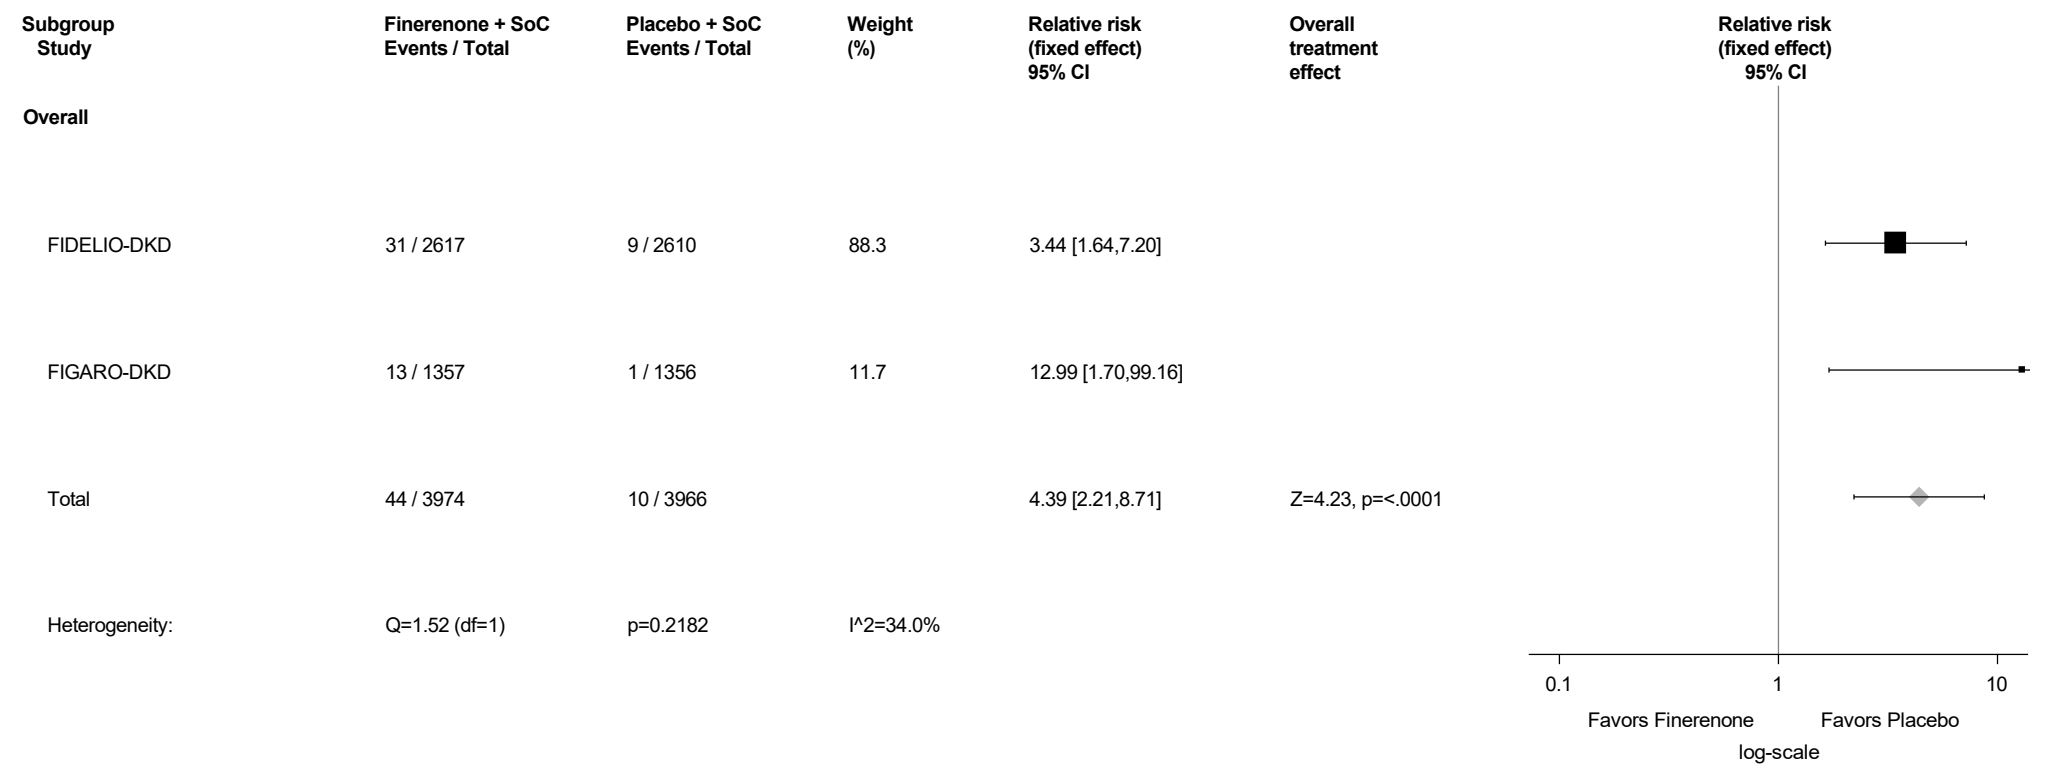 Subgroup Finerenone + SoC Placebo + SoC Weight Relative risk Overall Relative risk
Study Events / Total Events / Total (%) (fixed effect) treatment (fixed effect)
95% CI effect 95% CI
Overall
FIDELIO-DKD 31 / 2617 9 / 2610 88.3 3.44 [1.64,7.20]
FIGARO-DKD 13 / 1357 1 / 1356 11.7 12.99 [1.70,99.16]
Total 44 / 3974 10 / 3966 4.39 [2.21,8.71] Z=4.23, p=<.0001
Heterogeneity: Q=1.52 (df=1) p=0.2182 I^2=34.0%
0.1 1 10
Favors Finerenone Favors Placebo
log-scale